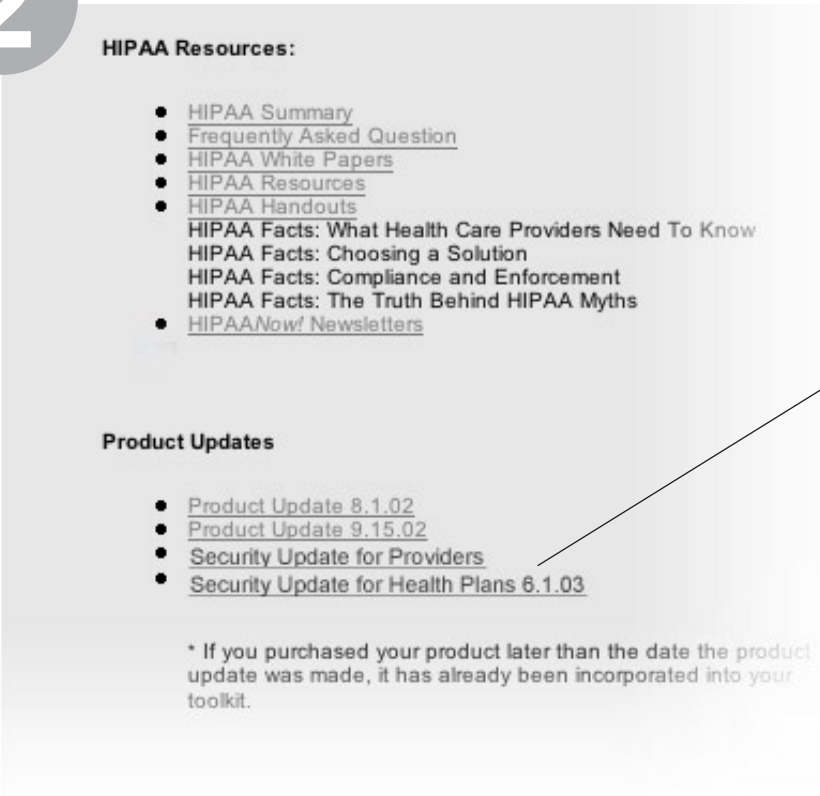 2
HIPAA Resources:
HIPAA Summary
Frequently Asked Question
HIPAA White Papers
HIPAA Resources
HIPAA Handouts
HIPAA Facts: What Health Care Providers Need To Know
HIPAA Facts: Choosing a Solution
HIPAA Facts: Compliance and Enforcement
HIPAA Facts: The Truth Behind HIPAA Myths
HIPAANow! Newsletters
Product Updates
Product Update 8.1.02
Product Update 9.15.02
Security Update for Providers
Security Update for Health Plans 6.1.03
* If you purchased your product later than the date the product
update was made, it has already been incorporated into your
toolkit.